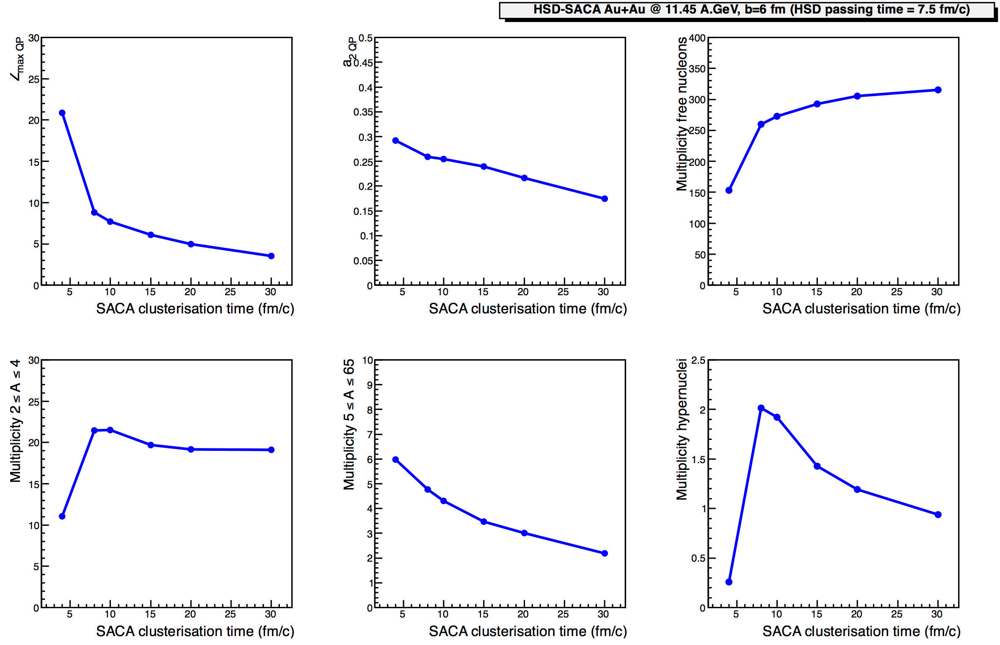 HSD-SACA Au+Au @ 11.45 A.GeV, b=6 fm (HSD passing time = 7.5 fm/c)
Zmax QP
30
25
20
15
10
5
0
5 10 15 20 25 30
SACA clusterisation time (fm/c)
a2 QP
0.5
0.45
0.4
0.35
0.3
0.25
0.2
0.15
0.1
0.05
0
5 10 15 20 25 30
SACA clusterisation time (fm/c)
Multiplicity free nucleons
400
350
300
250
200
150
100
50
0
5 10 15 20 25 30
SACA clusterisation time (fm/c)
Multiplicity 2 ≤ A ≤ 4
30
25
20
15
10
5
0
5 10 15 20 25 30
SACA clusterisation time (fm/c)
Multiplicity 5 ≤ A ≤ 65
10
9
8
7
6
5
4
3
2
1
0
5 10 15 20 25 30
SACA clusterisation time (fm/c)
Multiplicity hypernuclei
2.5
2
1.5
1
0.5
0
5 10 15 20 25 30
SACA clusterisation time (fm/c)